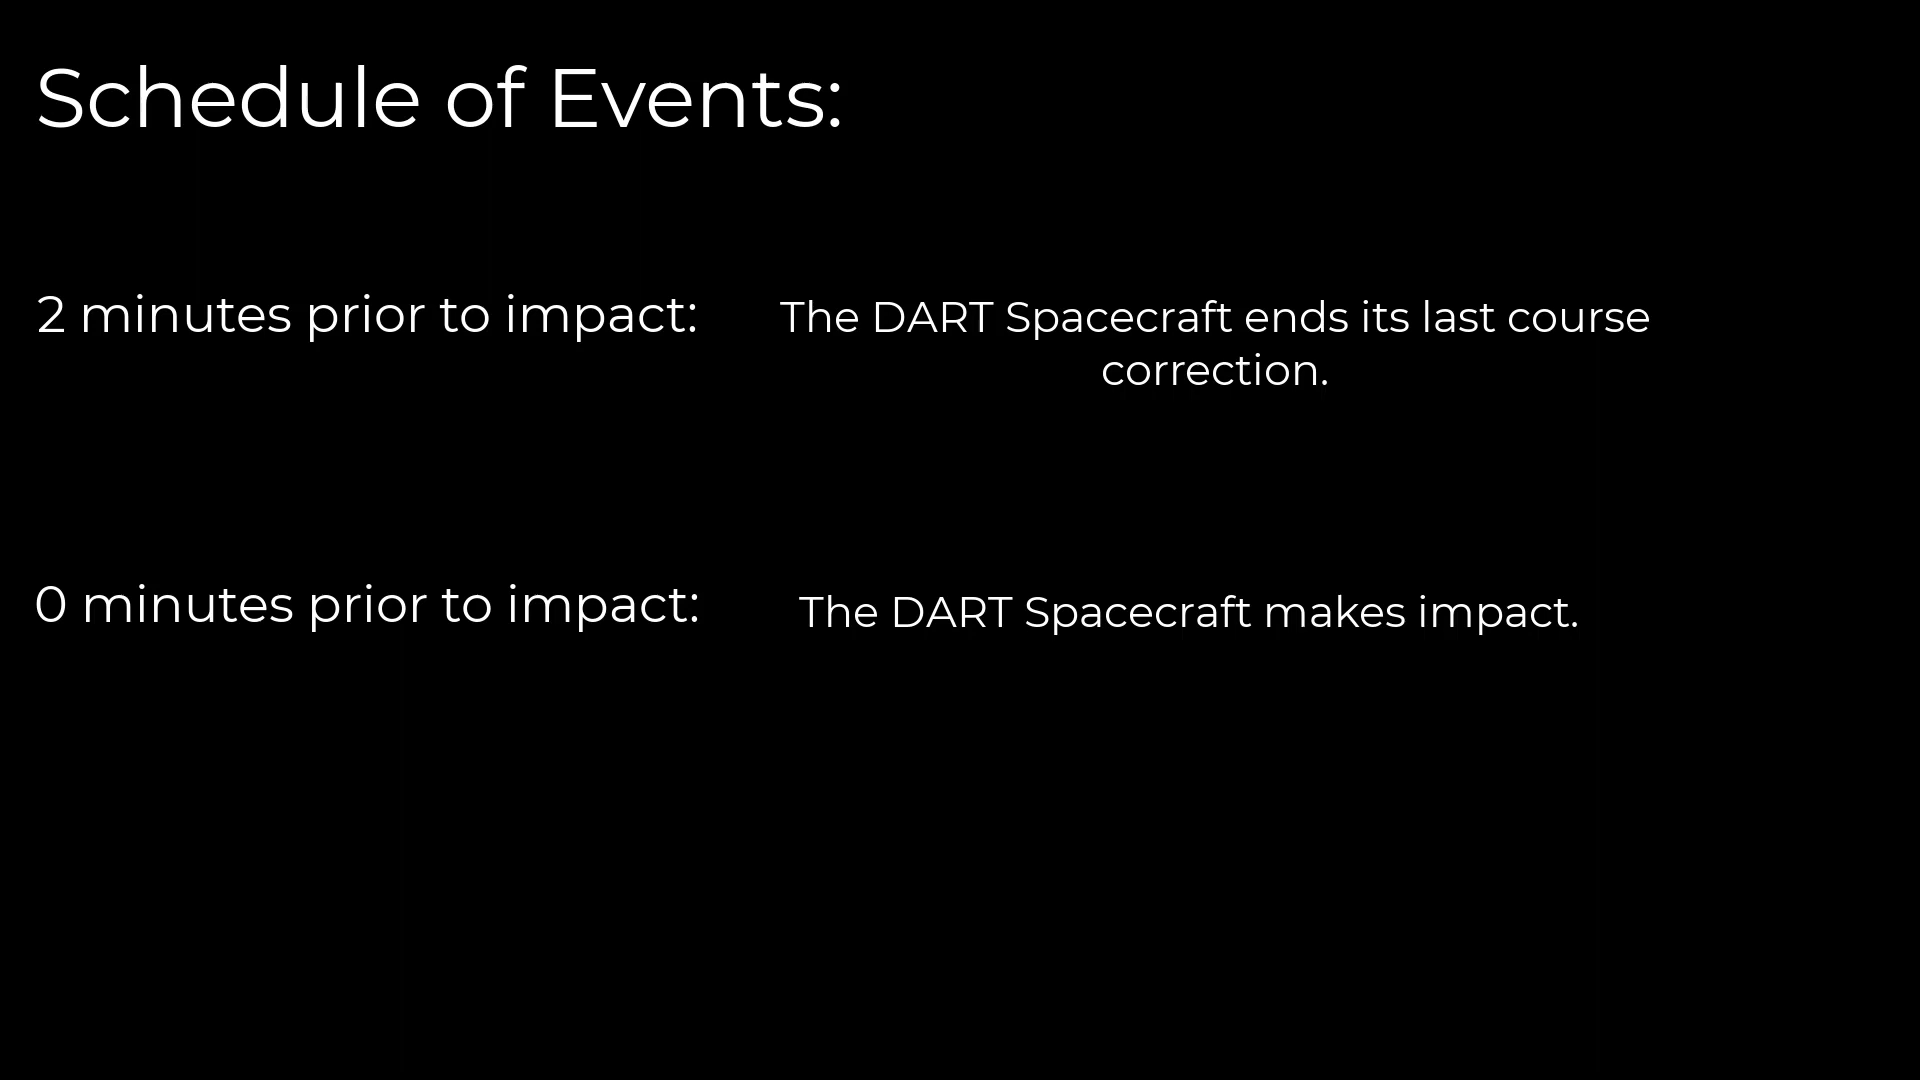 Schedule of Events:
2 minutes prior to impact:
The DART Spacecraft ends its last course
correction.
0 minutes prior to impact:
The DART Spacecraft makes impact.